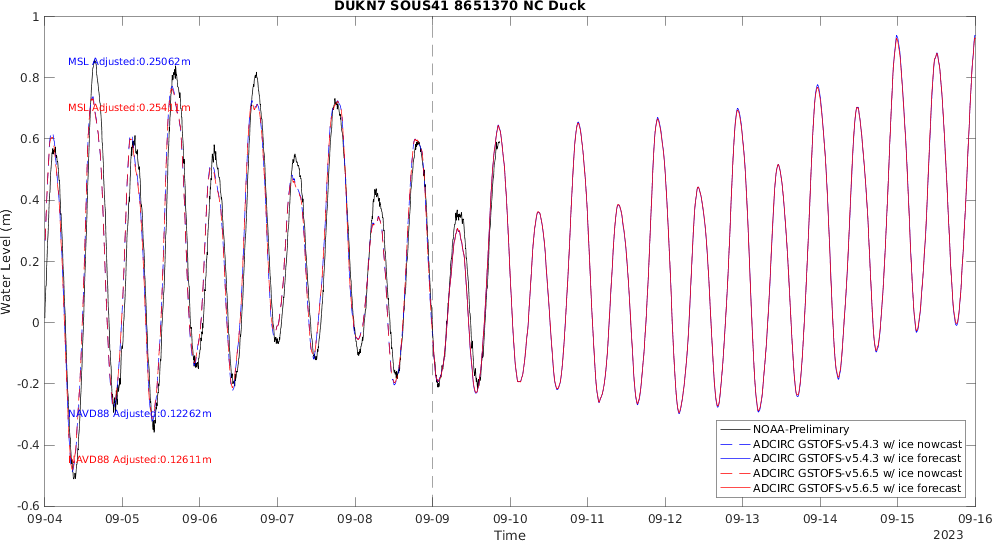 DUKN7 SOUS41 8651370 NC Duck
1
0.8
0.6
0.4
0.2
0
-0.2
-0.4
-0.6
Water Level (m)
MSL Adjusted:0.25062m
MSL Adjusted:0.25411m
NAVD88 Adjusted:0.12262m
NAVD88 Adjusted:0.12611m
NOAA-Preliminary
ADCIRC GSTOFS-v5.4.3 w/ ice nowcast
ADCIRC GSTOFS-v5.4.3 w/ ice forecast
ADCIRC GSTOFS-v5.6.5 w/ ice nowcast
ADCIRC GSTOFS-v5.6.5 w/ ice forecast
09-04 09-05 09-06 09-07 09-08 09-09 09-10 09-11 09-12 09-13 09-14 09-15 09-16
Time
2023